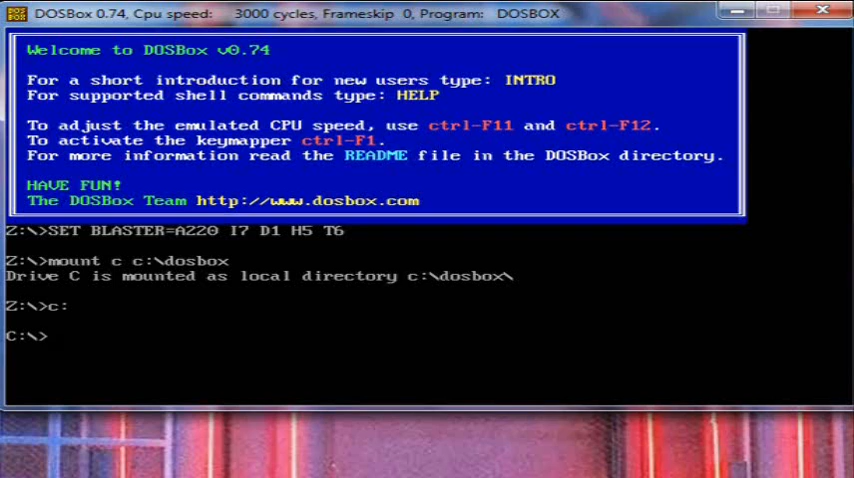 DOSBox 0.74, Cpu speed: 3000 cycles, Frameskip 0, Program: DOSBOX
Welcome to DOSBox v0.74
For a short introduction for new users type: INTRO
For supported shell commands type: HELP
To adjust the emulated CPU speed, use ctrl-F11 and ctrl-F12.
To activate the keymapper ctrl-F1.
For more information read the README file in the DOSBox directory.
HAVE FUN!
The DOSBox Team http://www.dosbox.com
Z:\>SET BLASTER=A220 I7 D1 H5 T6
Z:\>mount c c:\dosbox
Drive C is mounted as local directory c:\dosbox\
Z:\>c:
C:\>